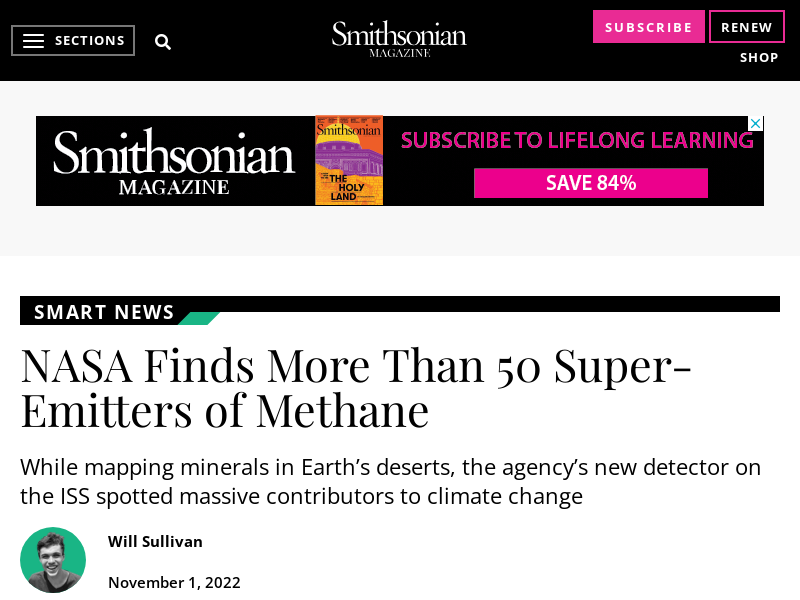 SECTIONS
Smithsonian
MAGAZINE
SUBSCRIBE
RENEW
SHOP
Smithsonian
MAGAZINE
Smithsonian
THE
HOLY
LAND
SUBSCRIBE TO LIFELONG LEARNING
SAVE 84%
SMART NEWS
NASA Finds More Than 50 Super-
Emitters of Methane
While mapping minerals in Earth’s deserts, the agency’s new detector on
the ISS spotted massive contributors to climate change
Will Sullivan
November 1, 2022